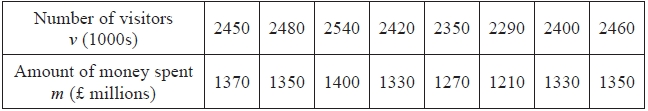 Number of visitors
v (1000s) 2450 2480 2540 2420 2350 2290 2400 2460
Amount of money spent
m (£ millions) 1370 1350 1400 1330 1270 1210 1330 1350